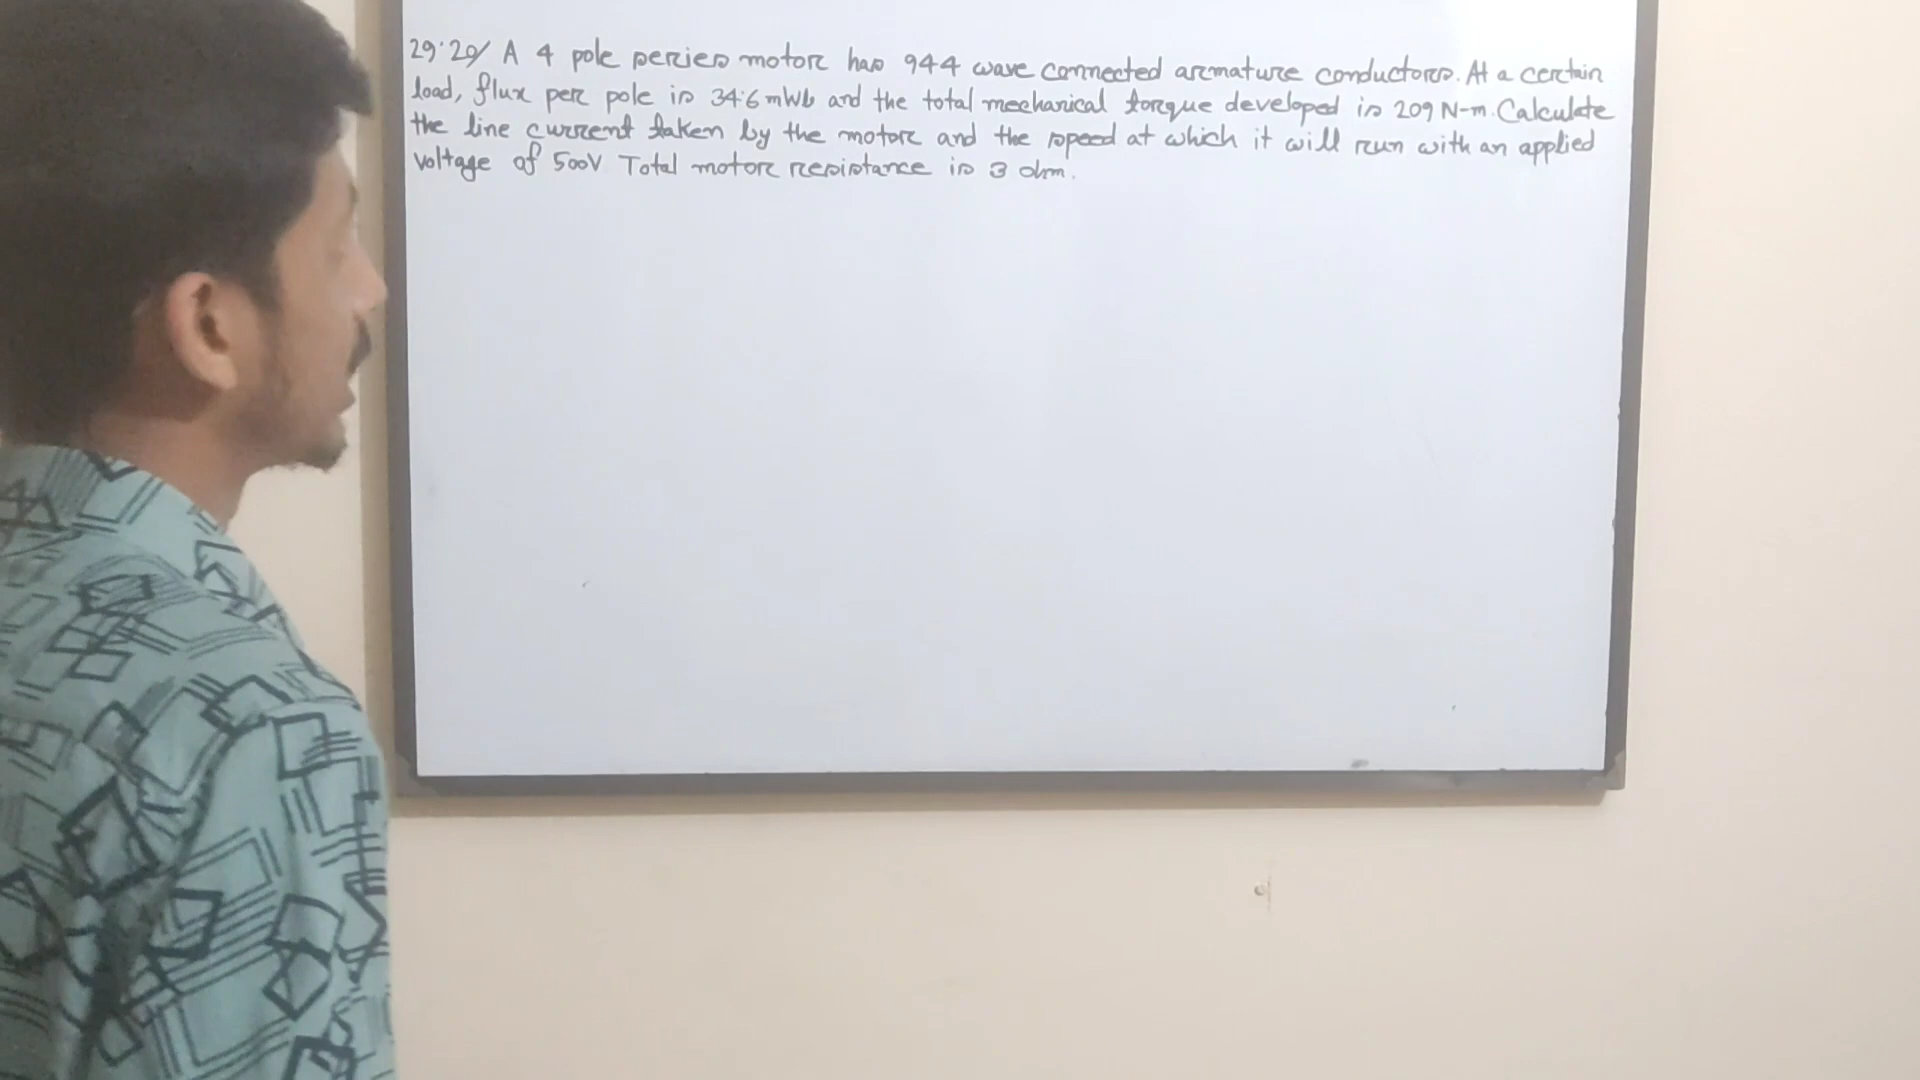 29.20/ A 4 pole series motor has 944 wave connected armature conductors. At a certain
load, flux per pole is 34.6 mWb and the total mechanical torque developed is 209 N-m. Calculate
the line current taken by the motor and the speed at which it will run with an applied
voltage of 500V Total motor resistance is 3 ohm.